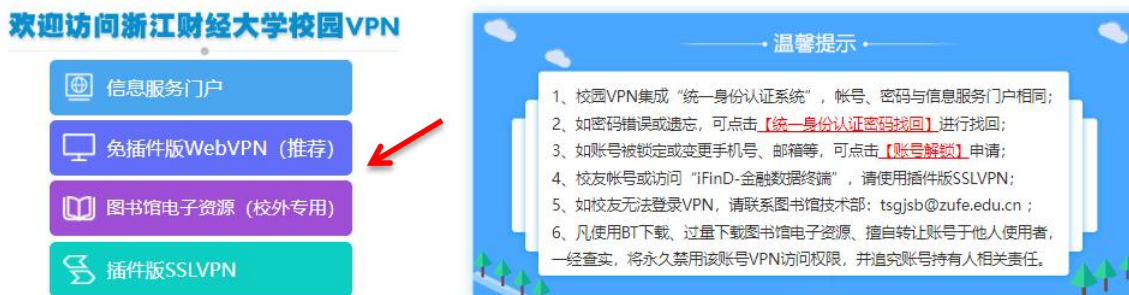 欢迎访问浙江财经大学校园VPN
信息服务门户
免插件版WebVPN（推荐）
图书馆电子资源（校外专用）
插件版SSLVPN
温馨提示
1、校园VPN集成“统一身份认证系统”，帐号、密码与信息服务门户相同；
2、如密码错误或遗忘，可点击【统一身份认证密码找回】进行找回；
3、如账号被锁定或变更手机号、邮箱等，可点击【账号解锁】申请；
4、校友帐号或访问“iFinD-金融数据终端”，请使用插件版SSLVPN；
5、如校友无法登录VPN，请联系图书馆技术部：tsgjsb@zufe.edu.cn；
6、凡使用BT下载、过量下载图书馆电子资源、擅自转让账号于他人使用者，
一经查实，将永久禁用该账号VPN访问权限，并追究账号持有人相关责任。